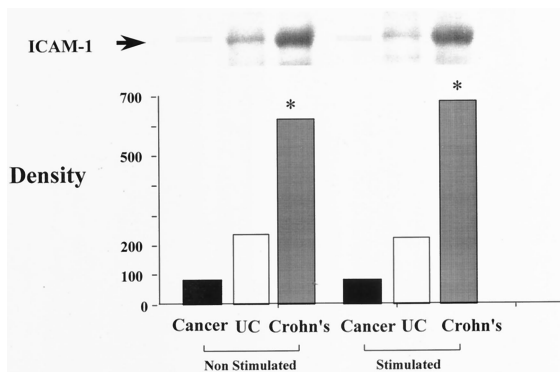 ICAM-1
*
*
700
500
200
100
0
Density
Cancer UC Crohn's Cancer UC Crohn's
Non Stimulated Stimulated